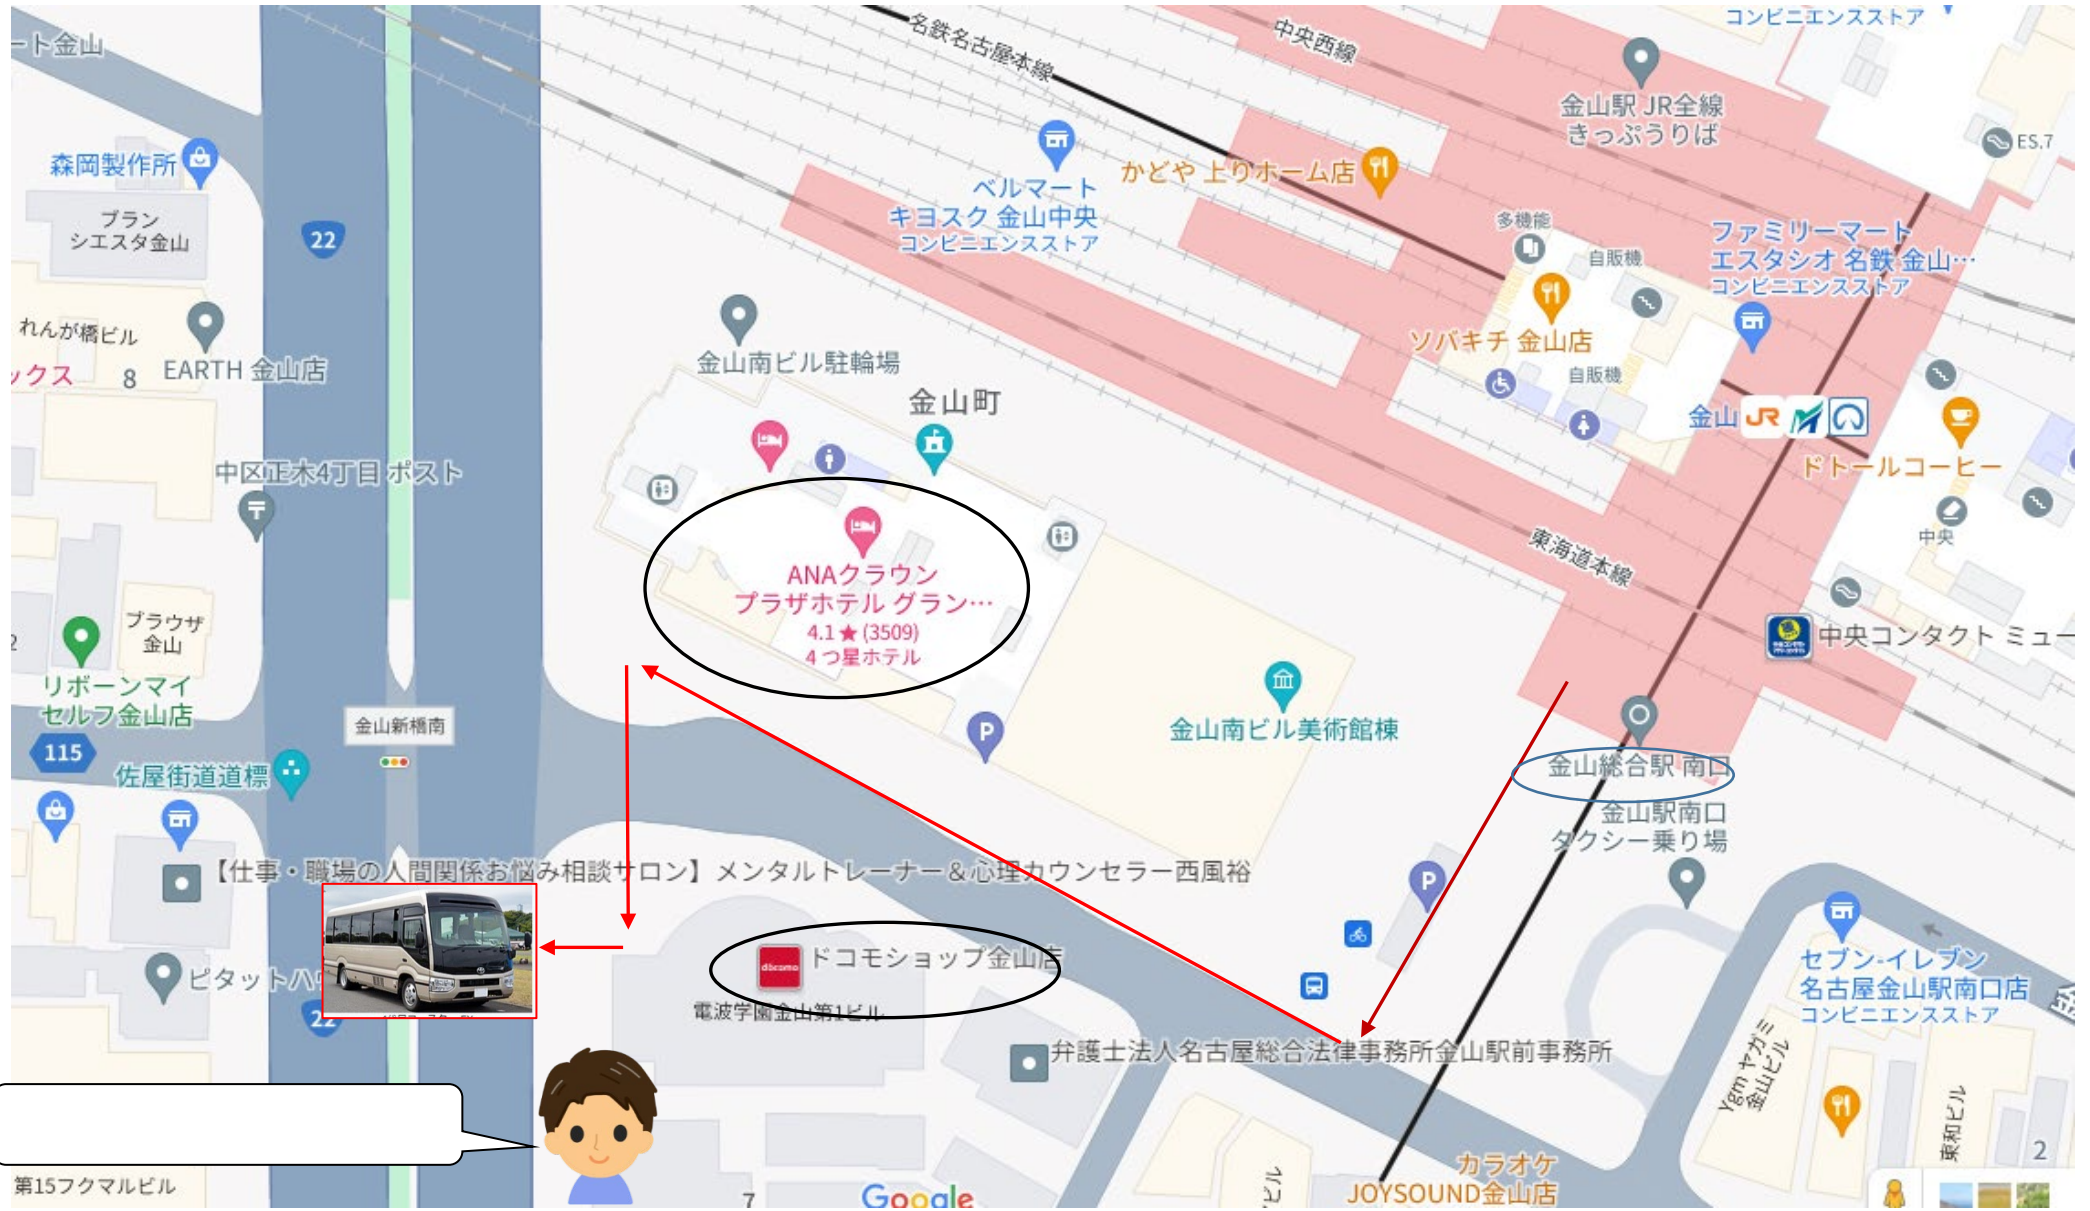 コンビニエンスストア
ート金山
名鉄名古屋本線
中央西線
金山駅 JR全線
きっぷうりば
ES.7
森岡製作所
ベルマート
キヨスク 金山中央
コンビニエンスストア
かどや 上りホーム店
ブラン
シエスタ金山
22
多機能
自販機
ファミリーマート
エスタシオ 名鉄 金山…
コンビニエンスストア
れんが橋ビル
ックス
8
EARTH 金山店
金山南ビル駐輪場
金山町
ソバキチ 金山店
自販機
金山
ドトールコーヒー
中区正木4丁目 ポスト
中央
東海道本線
ANAクラウン
プラザホテル グラン…
4.1 ★ (3509)
4 つ星ホテル
ブラウザ
金山
2
リボーンマイ
セルフ金山店
中央コンタクト ミュー
金山新橋南
115
佐屋街道道標
P
金山南ビル美術館棟
金山総合駅 南口
金山駅南口
タクシー乗り場
【仕事・職場の人間関係お悩み相談サロン】メンタルトレーナー＆心理カウンセラー西風裕
P
docomo
ドコモショップ金山店
ピタットハウ
22
電波学園金山第1ビル
セブン-イレブン
名古屋金山駅南口店
コンビニエンスストア
金
弁護士法人名古屋総合法律事務所金山駅前事務所
Ygm ヤガミ
金山ビル
東和ビル
2
第15フクマルビル
7
Google
ビル
カラオケ
JOYSOUND金山店